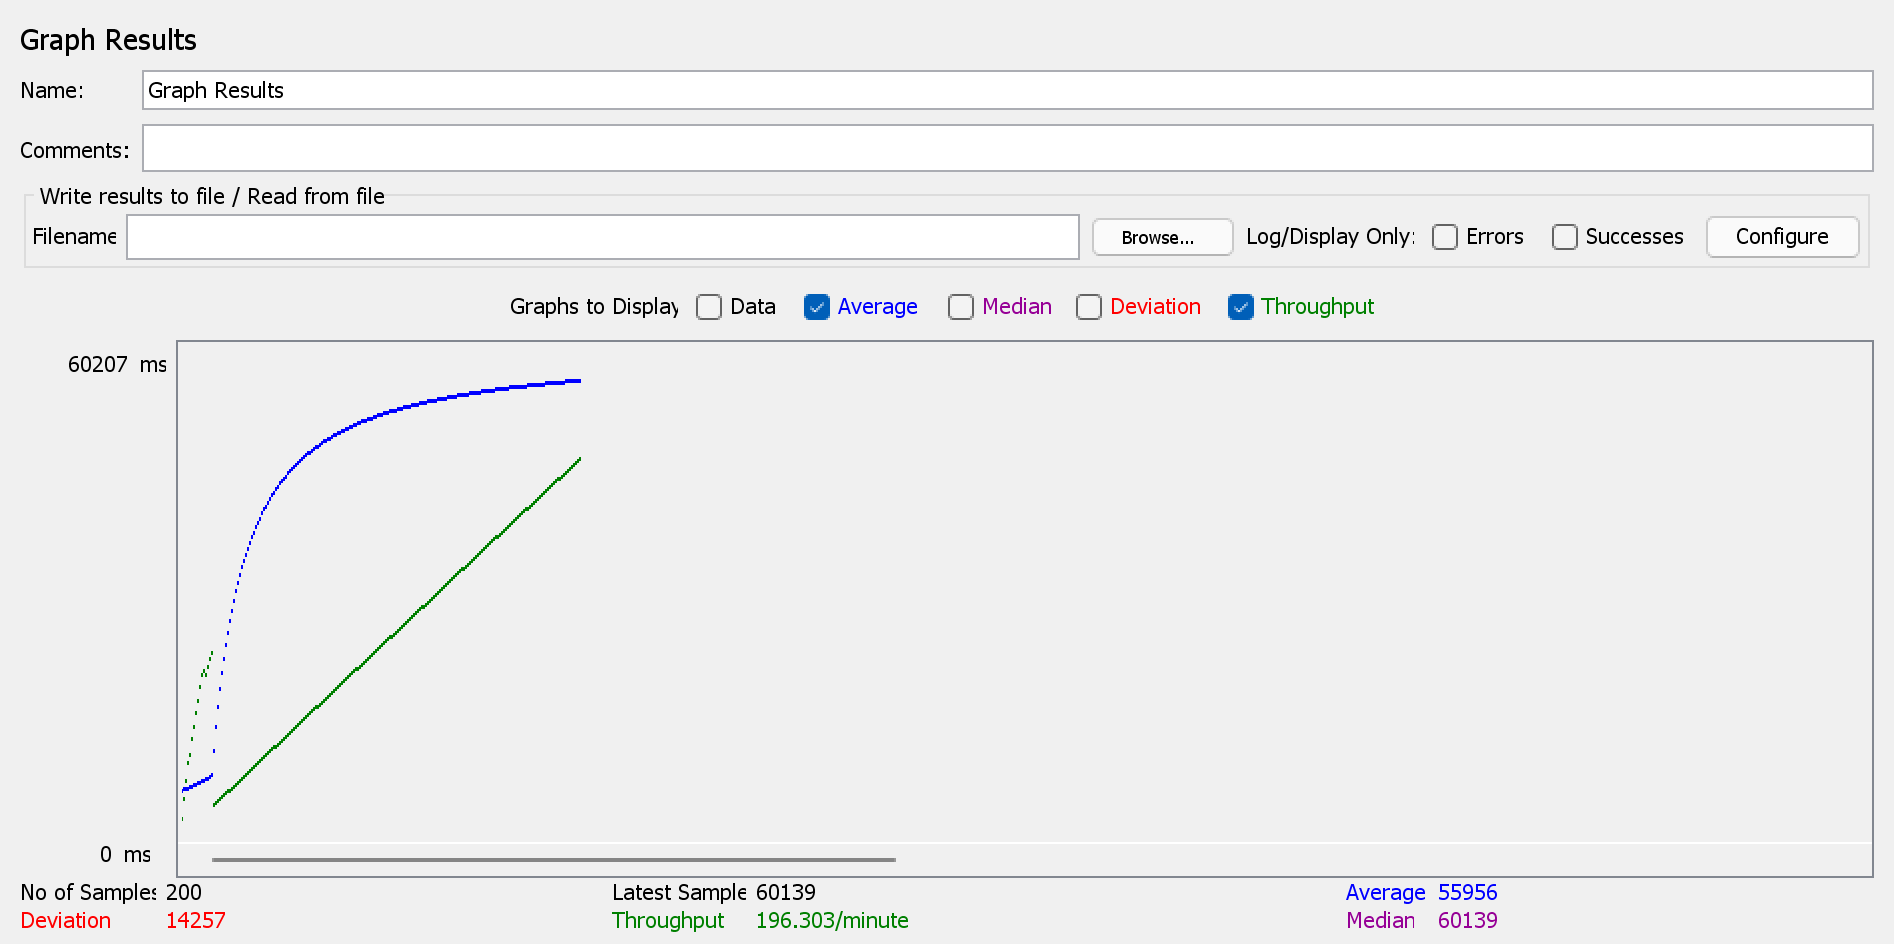 Graph Results
Name: Graph Results
Comments:
Write results to file / Read from file
Filename Browse... Log/Display Only: Errors Successes Configure
Graphs to Display Data Average Median Deviation Throughput
60207 ms
0 ms
No of Samples 200 Latest Sample 60139 Average 55956
Deviation 14257 Throughput 196.303/minute Median 60139